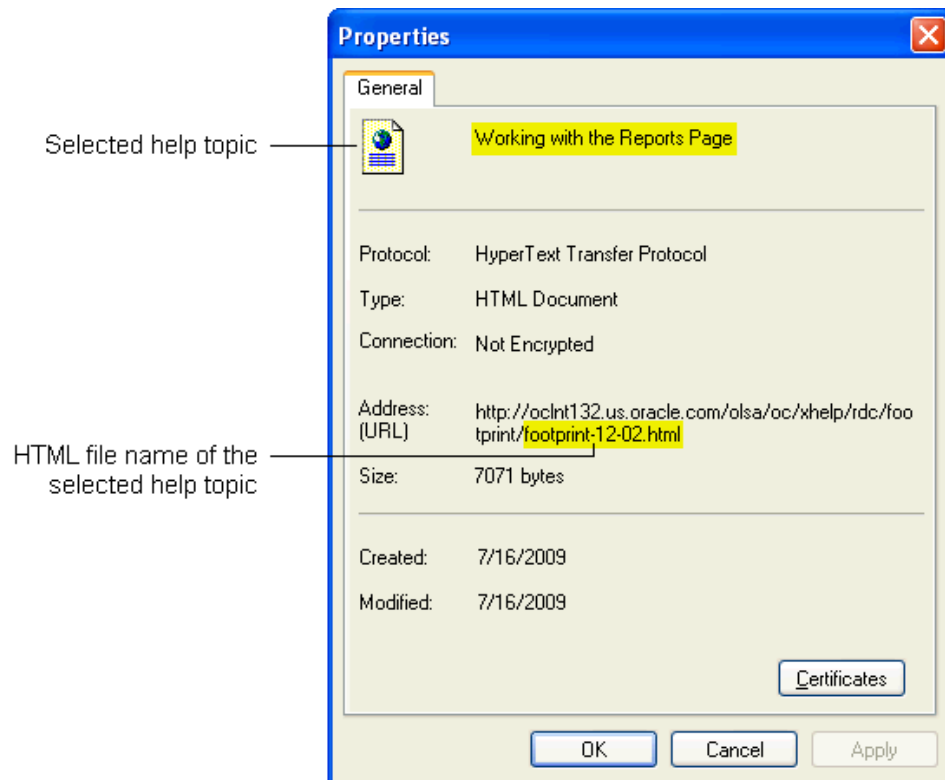 Properties
General
Selected help topic
Working with the Reports Page
Protocol: HyperText Transfer Protocol
Type: HTML Document
Connection: Not Encrypted
Address: http://oclnt132.us.oracle.com/olsa/oc/xhelp/rdc/foo
(URL) tprint/footprint-12-02.html
HTML file name of the
selected help topic
Size: 7071 bytes
Created: 7/16/2009
Modified: 7/16/2009
Certificates
OK Cancel Apply